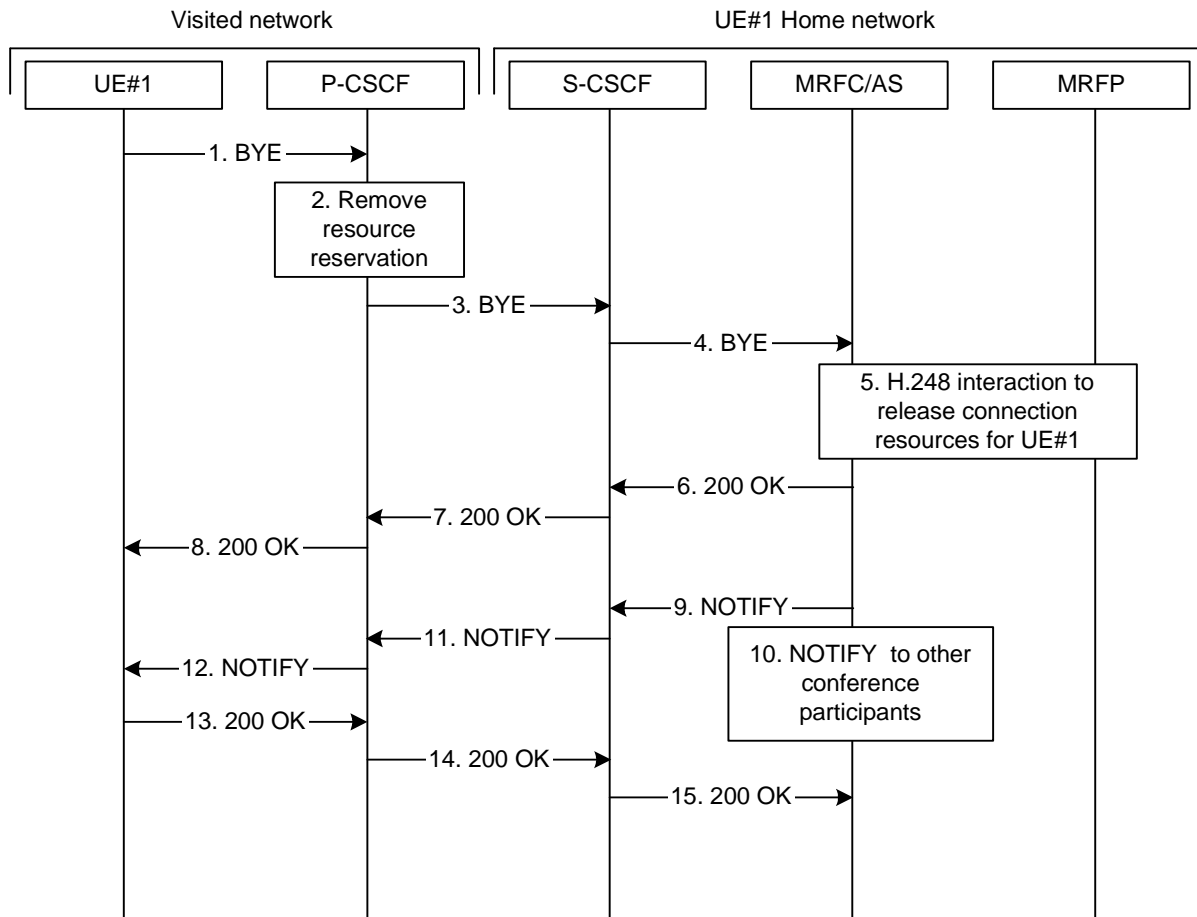 Visited network
UE#1 Home network
UE#1
P-CSCF
S-CSCF
MRFC/AS
MRFP
1. BYE
2. Remove
resource
reservation
3. BYE
4. BYE
5. H.248 interaction to
release connection
resources for UE#1
6. 200 OK
7. 200 OK
8. 200 OK
9. NOTIFY
10. NOTIFY to other
conference
participants
11. NOTIFY
12. NOTIFY
13. 200 OK
14. 200 OK
15. 200 OK